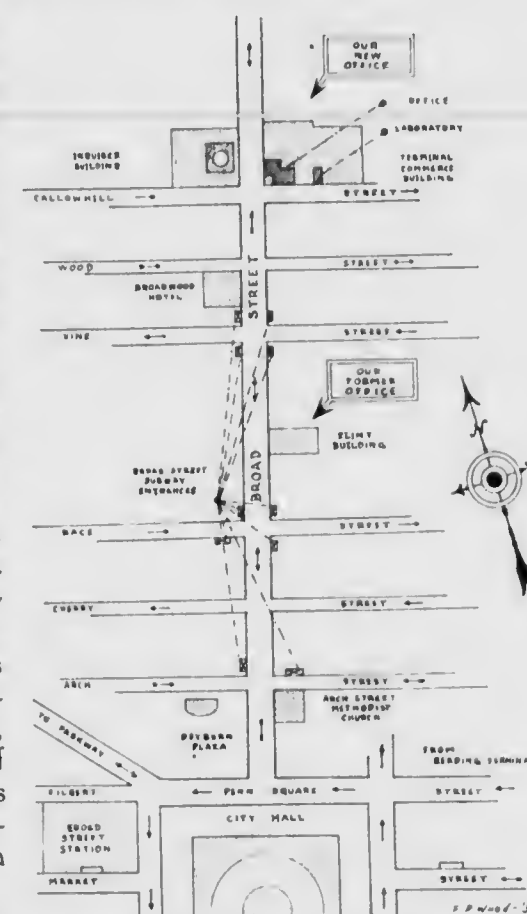 OUR
NEW
OFFICE
OFFICE
LABORATORY
INQUIRER
BUILDING
TERMINAL
COMMERCE
BUILDING
CALLOWHILL
STREET
WOOD
STREET
BROADWOOD
HOTEL
STREET
VINE
STREET
OUR
FORMER
OFFICE
ELINT
BUILDING
N
BROAD STREET
SUBWAY
ENTRANCES
BROAD
RACE
STREET
CHERRY
STREET
ARCH
STREET
ARCH STREET
METHODIST
CHURCH
REYBURN
PLAZA
TO PARKWAY
FROM
READING TERMINAL
FILBERT
PENN SQUARE
STREET
CITY HALL
BROAD
STREET
STATION
MARKET
STREET